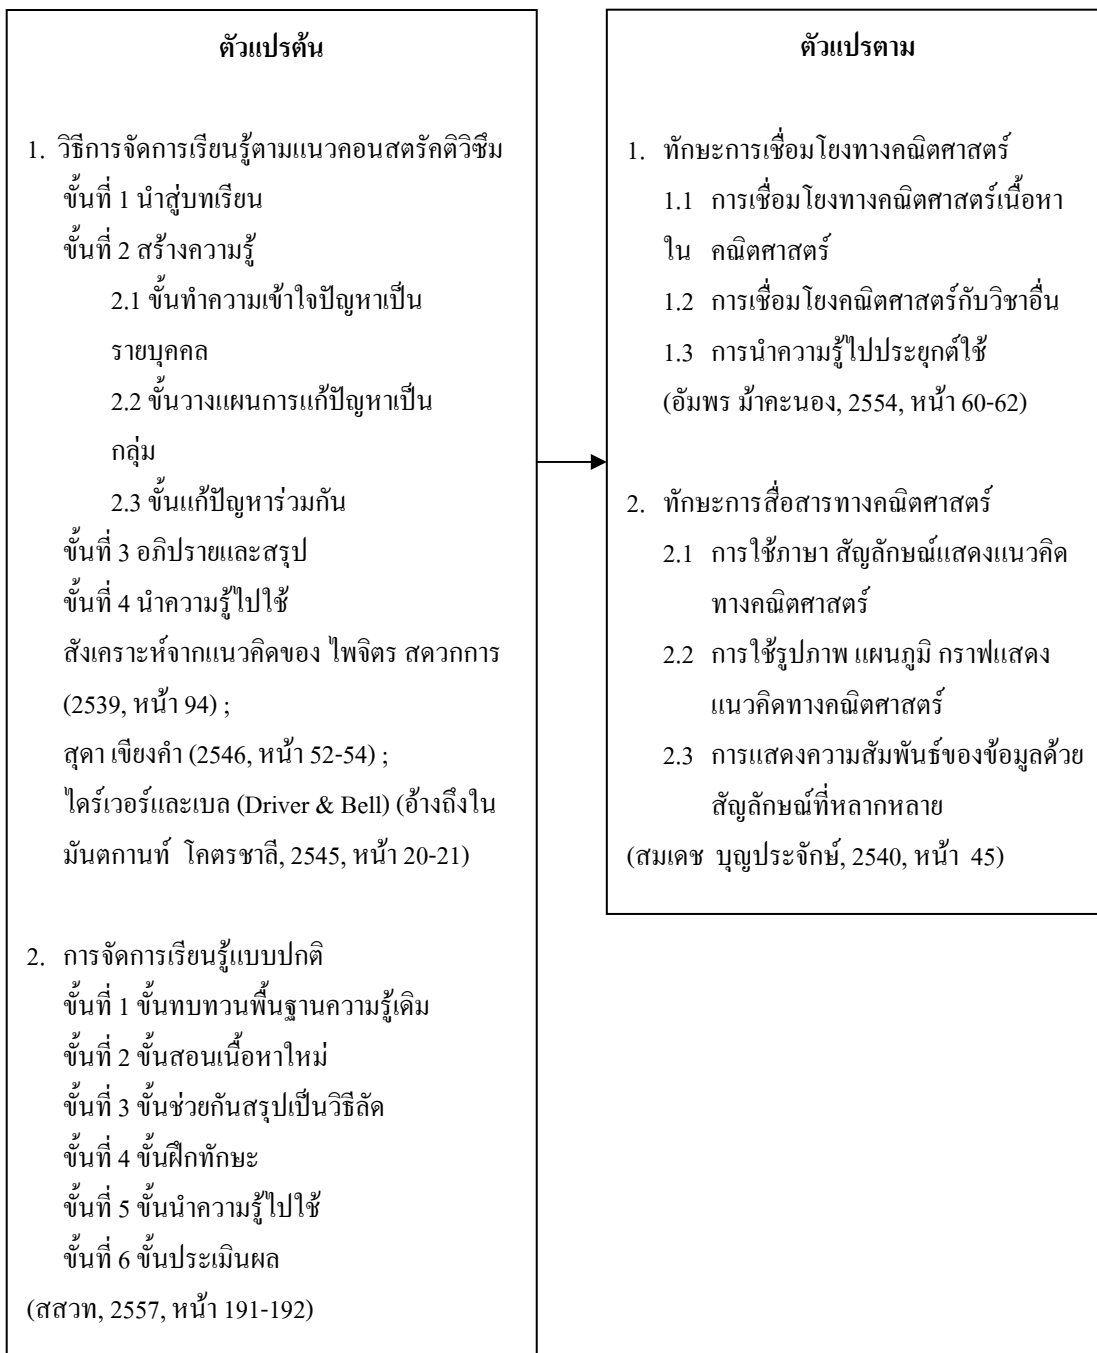 ตัวแปรต้น
1. วิธีการจัดการเรียนรู้ตามแนวคอนสตรัคติวิซึม
ขั้นที่ 1 นำสู่บทเรียน
ขั้นที่ 2 สร้างความรู้
2.1 ขั้นทำความเข้าใจปัญหาเป็น
รายบุคคล
2.2 ขั้นวางแผนการแก้ปัญหาเป็น
กลุ่ม
2.3 ขั้นแก้ปัญหาร่วมกัน
ขั้นที่ 3 อภิปรายและสรุป
ขั้นที่ 4 นำความรู้ไปใช้
สังเคราะห์จากแนวคิดของ ไพจิตร สดวกการ
(2539, หน้า 94) ;
สุดา เขียงคำ (2546, หน้า 52-54) ;
ไดร์เวอร์และเบล (Driver & Bell) (อ้างถึงใน
มันตกานท์ โคตรชาลี, 2545, หน้า 20-21)
2. การจัดการเรียนรู้แบบปกติ
ขั้นที่ 1 ขั้นทบทวนพื้นฐานความรู้เดิม
ขั้นที่ 2 ขั้นสอนเนื้อหาใหม่
ขั้นที่ 3 ขั้นช่วยกันสรุปเป็นวิธีลัด
ขั้นที่ 4 ขั้นฝึกทักษะ
ขั้นที่ 5 ขั้นนำความรู้ไปใช้
ขั้นที่ 6 ขั้นประเมินผล
(สสวท, 2557, หน้า 191-192)
ตัวแปรตาม
1. ทักษะการเชื่อมโยงทางคณิตศาสตร์
1.1 การเชื่อมโยงทางคณิตศาสตร์เนื้อหา
ใน คณิตศาสตร์
1.2 การเชื่อมโยงคณิตศาสตร์กับวิชาอื่น
1.3 การนำความรู้ไปประยุกต์ใช้
(อัมพร ม้าคะนอง, 2554, หน้า 60-62)
2. ทักษะการสื่อสารทางคณิตศาสตร์
2.1 การใช้ภาษา สัญลักษณ์แสดงแนวคิด
ทางคณิตศาสตร์
2.2 การใช้รูปภาพ แผนภูมิ กราฟแสดง
แนวคิดทางคณิตศาสตร์
2.3 การแสดงความสัมพันธ์ของข้อมูลด้วย
สัญลักษณ์ที่หลากหลาย
(สมเดช บุญประจักษ์, 2540, หน้า 45)